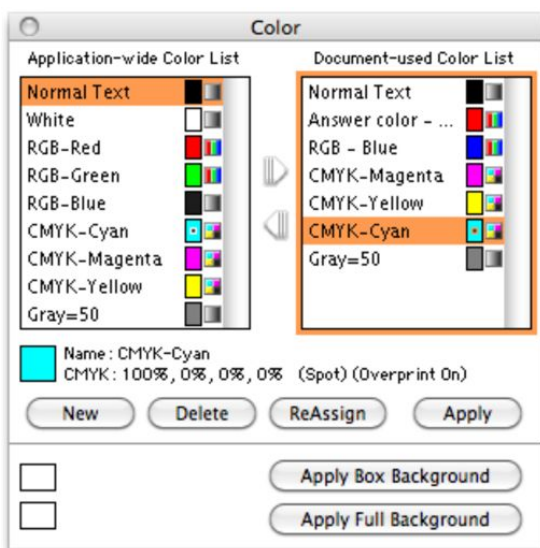 Color
Application-wide Color List
Document-used Color List
Normal Text
White
RGB-Red
RGB-Green
RGB-Blue
CMYK-Cyan
CMYK-Magenta
CMYK-Yellow
Gray=50
Normal Text
Answer color - ...
RGB - Blue
CMYK-Magenta
CMYK-Yellow
CMYK-Cyan
Gray=50
Name: CMYK-Cyan
CMYK: 100%, 0%, 0%, 0% (Spot) (Overprint On)
New
Delete
ReAssign
Apply
Apply Box Background
Apply Full Background